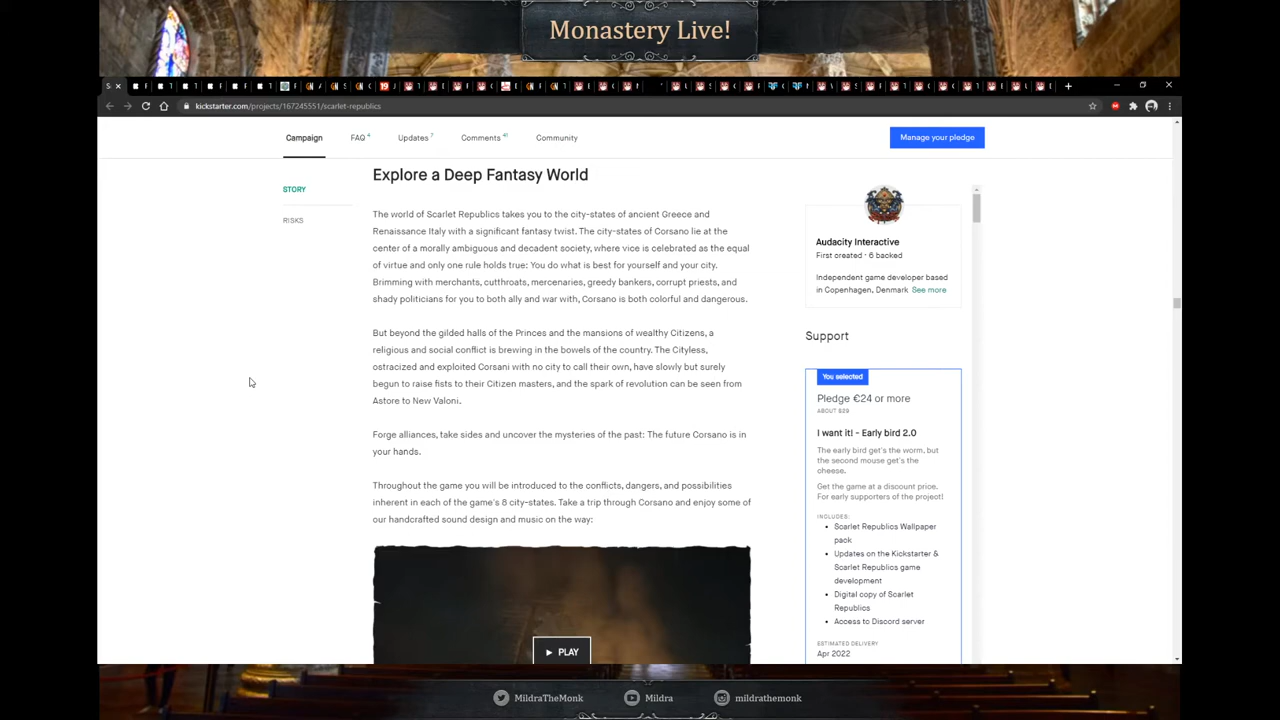 Monastery Live!
kickstarter.com/projects/167245551/scarlet-republics
Campaign
FAQ 4
Updates 7
Comments 41
Community
Manage your pledge
STORY
RISKS
Explore a Deep Fantasy World
The world of Scarlet Republics takes you to the city-states of ancient Greece and
Renaissance Italy with a significant fantasy twist. The city-states of Corsano lie at the
center of a morally ambiguous and decadent society, where vice is celebrated as the equal
of virtue and only one rule holds true: You do what is best for yourself and your city.
Brimming with merchants, cutthroats, mercenaries, greedy bankers, corrupt priests, and
shady politicians for you to both ally and war with, Corsano is both colorful and dangerous.
But beyond the gilded halls of the Princes and the mansions of wealthy Citizens, a
religious and social conflict is brewing in the bowels of the country. The Cityless,
ostracized and exploited Corsani with no city to call their own, have slowly but surely
begun to raise fists to their Citizen masters, and the spark of revolution can be seen from
Astore to New Valoni.
Forge alliances, take sides and uncover the mysteries of the past: The future Corsano is in
your hands.
Throughout the game you will be introduced to the conflicts, dangers, and possibilities
inherent in each of the game's 8 city-states. Take a trip through Corsano and enjoy some of
our handcrafted sound design and music on the way:
PLAY
Audacity Interactive
First created · 6 backed
Independent game developer based
in Copenhagen, Denmark See more
Support
You selected
Pledge €24 or more
ABOUT $29
I want it! - Early bird 2.0
The early bird get's the worm, but
the second mouse get's the
cheese.
Get the game at a discount price.
For early supporters of the project!
INCLUDES:
• Scarlet Republics Wallpaper
pack
• Updates on the Kickstarter &
Scarlet Republics game
development
• Digital copy of Scarlet
Republics
• Access to Discord server
ESTIMATED DELIVERY
Apr 2022
MildraTheMonk
Mildra
mildrathemonk